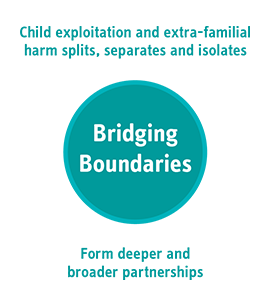 Child exploitation and extra-familial
harm splits, separates and isolates
Bridging
Boundaries
Form deeper and
broader partnerships